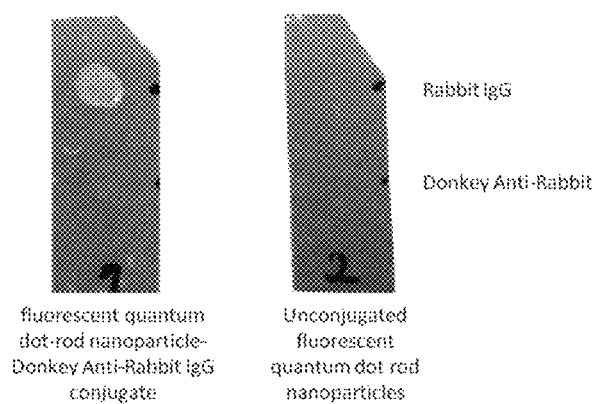 Rabbit IgG
Donkey Anti-Rabbit
1
2
fluorescent quantum
dot-rod nanoparticle-
Donkey Anti-Rabbit IgG
conjugate
Unconjugated
fluorescent
quantum dot rod
nanoparticles